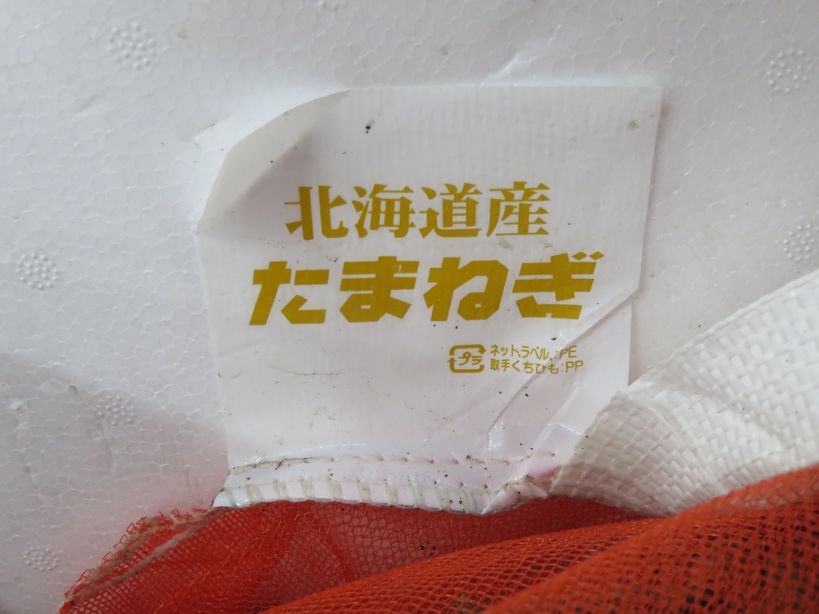 北海道産
たまねぎ
プラ
ネット,ラベル,:PE
取手くちひも:PP